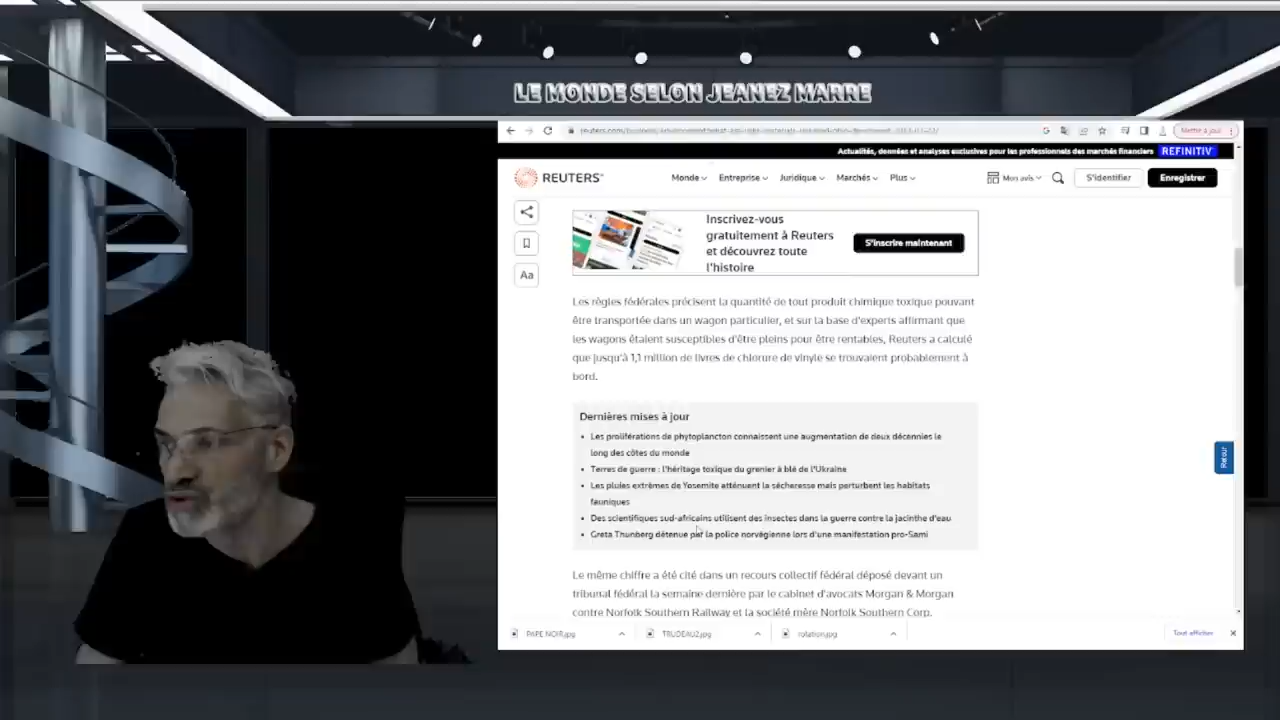 LE MONDE SELON JEANEZ MARRE
Mettre à jour
Actualités, données et analyses exclusives pour les professionnels des marchés financiers REFINITIV
REUTERS
Monde Entreprise Juridique Marchés Plus
Mon avis S'identifier Enregistrer
Inscrivez-vous
gratuitement à Reuters
et découvrez toute
l'histoire
S'inscrire maintenant
Aa
Les règles fédérales précisent la quantité de tout produit chimique toxique pouvant
être transportée dans un wagon particulier, et sur la base d'experts affirmant que
les wagons étaient susceptibles d'être pleins pour être rentables, Reuters a calculé
que jusqu'à 1,1 million de livres de chlorure de vinyle se trouvaient probablement à
bord.
Dernières mises à jour
Les proliférations de phytoplancton connaissent une augmentation de deux décennies le
long des côtes du monde
Terres de guerre : l'héritage toxique du grenier à blé de l'Ukraine
Les pluies extrêmes de Yosemite atténuent la sécheresse mais perturbent les habitats
fauniques
Des scientifiques sud-africains utilisent des insectes dans la guerre contre la jacinthe d'eau
Greta Thunberg détenue par la police norvégienne lors d'une manifestation pro-Sami
Retour
Le même chiffre a été cité dans un recours collectif fédéral déposé devant un
tribunal fédéral la semaine dernière par le cabinet d'avocats Morgan & Morgan
contre Norfolk Southern Railway et la société mère Norfolk Southern Corp.
PAPE NOIR.jpg TRUDEAU2.jpg rotation.jpg Tout afficher